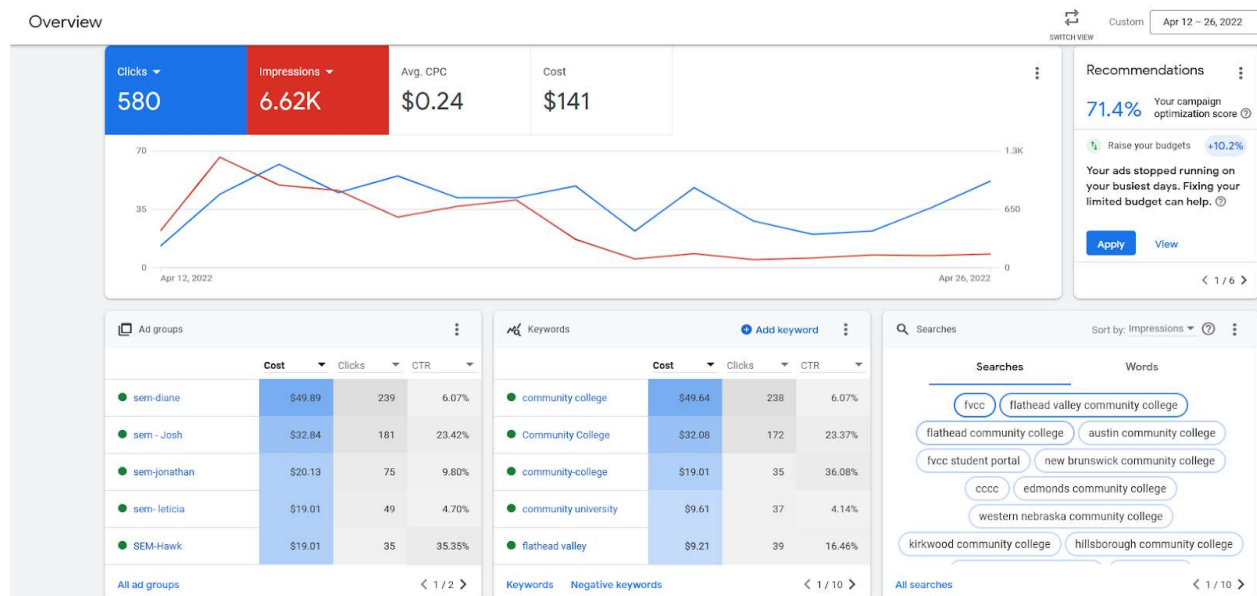 Overview
SWITCH VIEW
Custom
Apr 12 – 26, 2022
Clicks
580
Impressions
6.62K
Avg. CPC
$0.24
Cost
$141
70
35
0
1.3K
650
0
Apr 12, 2022
Apr 26, 2022
Recommendations
71.4%
Your campaign
optimization score
Raise your budgets
+10.2%
Your ads stopped running on
your busiest days. Fixing your
limited budget can help.
Apply View
1 / 6
Ad groups
Cost Clicks CTR
sem-diane $49.89 239 6.07%
sem - Josh $32.84 181 23.42%
sem-jonathan $20.13 75 9.80%
sem- leticia $19.01 49 4.70%
SEM-Hawk $19.01 35 35.35%
All ad groups
1 / 2
Keywords
Add keyword
Cost Clicks CTR
community college $49.64 238 6.07%
Community College $32.08 172 23.37%
community-college $19.01 35 36.08%
community university $9.61 37 4.14%
flathead valley $9.21 39 16.46%
Keywords Negative keywords
1 / 10
Searches
Sort by: Impressions
Searches Words
fvcc flathead valley community college
flathead community college austin community college
fvcc student portal new brunswick community college
cccc edmonds community college
western nebraska community college
kirkwood community college hillsborough community college
All searches
1 / 10